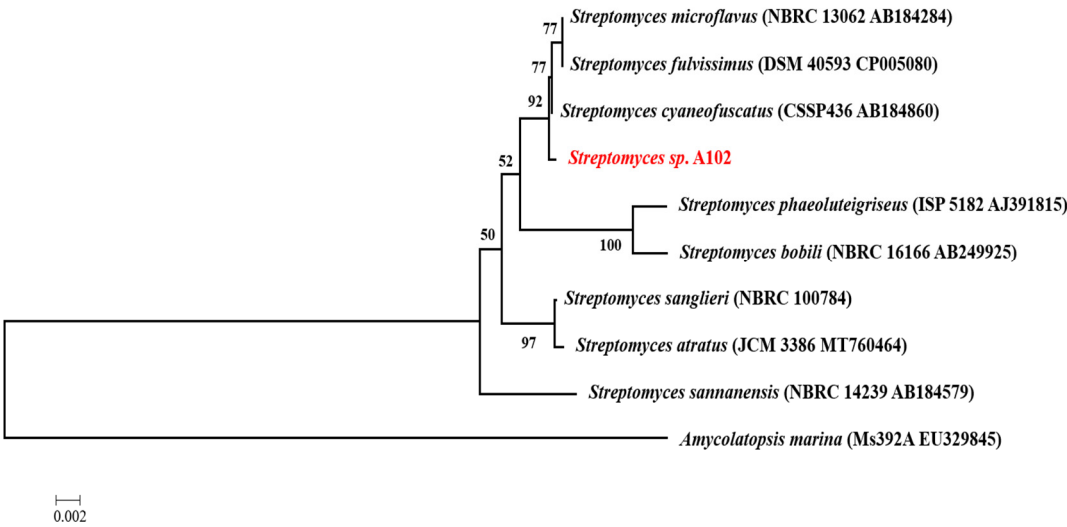 Streptomyces microflavus (NBRC 13062 AB184284)
77
Streptomyces fulvissimus (DSM 40593 CP005080)
77
92
Streptomyces cyaneofuscatus (CSSP436 AB184860)
Streptomyces sp. A102
52
Streptomyces phaeoluteigriseus (ISP 5182 AJ391815)
50
100
Streptomyces bobili (NBRC 16166 AB249925)
Streptomyces sanglieri (NBRC 100784)
97
Streptomyces atratus (JCM 3386 MT760464)
Streptomyces sannanensis (NBRC 14239 AB184579)
Amycolatopsis marina (Ms392A EU329845)
0.002